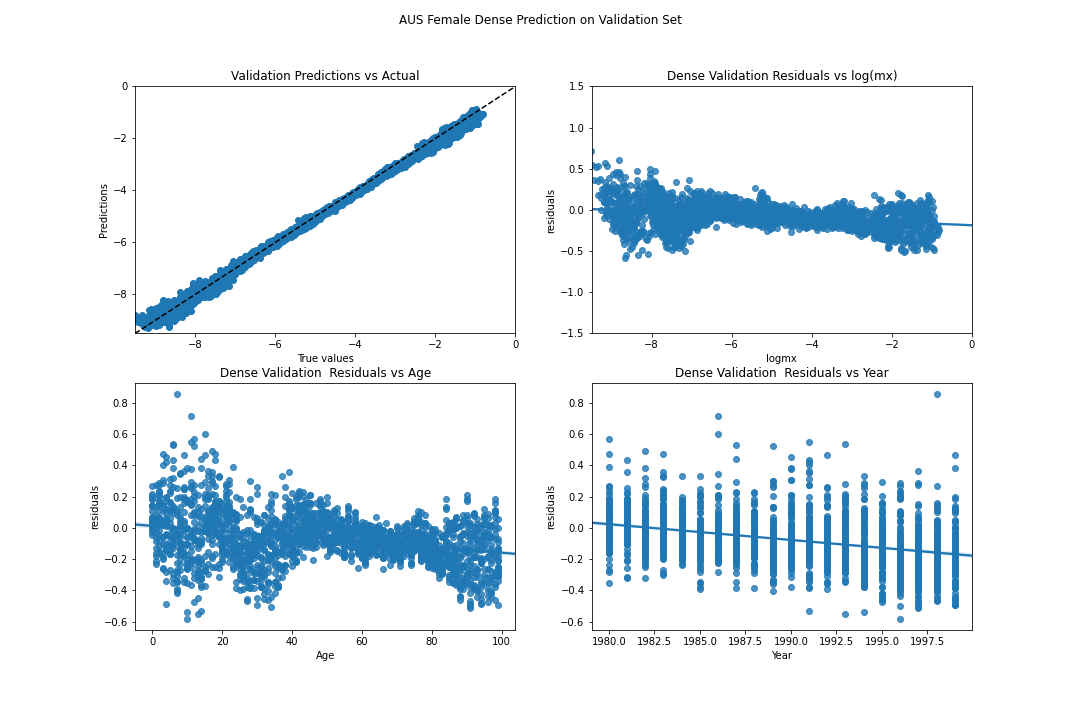 AUS Female Dense Prediction on Validation Set
Validation Predictions vs Actual
0
−2
−4
−6
−8
Predictions
−8 −6 −4 −2 0
True values
Dense Validation Residuals vs log(mx)
1.5
1.0
0.5
0.0
−0.5
−1.0
−1.5
residuals
−8 −6 −4 −2 0
logmx
Dense Validation  Residuals vs Age
0.8
0.6
0.4
0.2
0.0
−0.2
−0.4
−0.6
residuals
0 20 40 60 80 100
Age
Dense Validation  Residuals vs Year
0.8
0.6
0.4
0.2
0.0
−0.2
−0.4
−0.6
residuals
1980.0 1982.5 1985.0 1987.5 1990.0 1992.5 1995.0 1997.5
Year